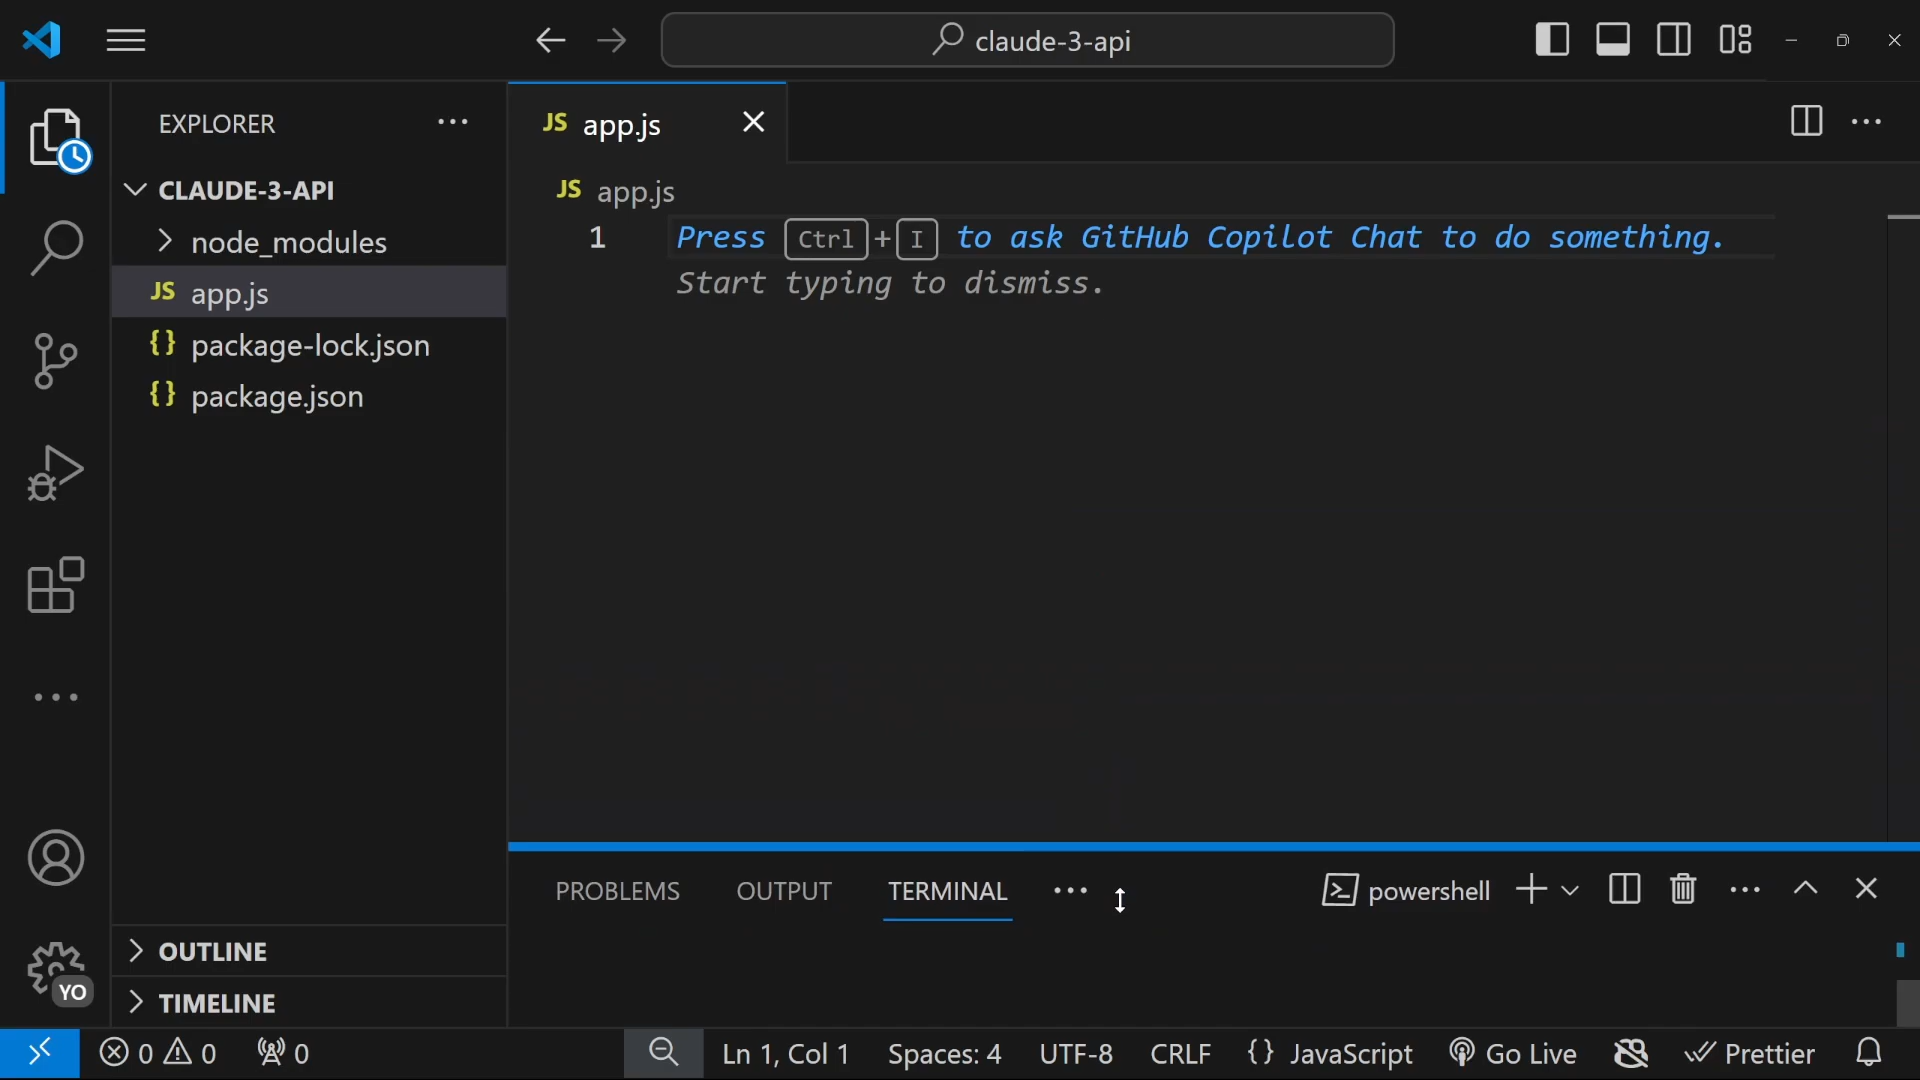 claude-3-api
EXPLORER
CLAUDE-3-API
node_modules
JS app.js
{} package-lock.json
{} package.json
OUTLINE
TIMELINE
YO
JS app.js
JS app.js
1 Press Ctrl+I to ask GitHub Copilot Chat to do something.
Start typing to dismiss.
PROBLEMS OUTPUT TERMINAL powershell
0 0 0 Ln 1, Col 1 Spaces: 4 UTF-8 CRLF {} JavaScript Go Live Prettier